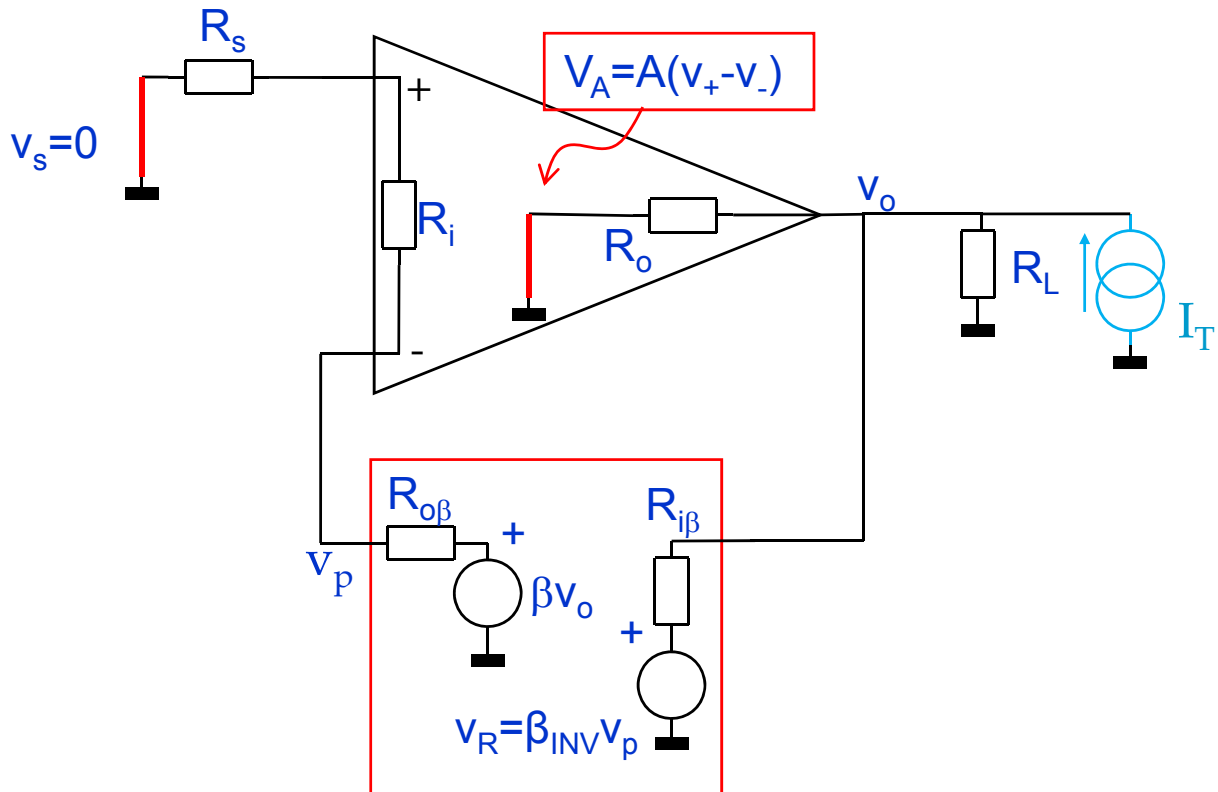 Rs
VA=A(v+-v-)
+
vs=0
vo
Ri
Ro
RL
IT
-
Roβ
Riβ
+
vp
βvo
+
vR=βINVvp